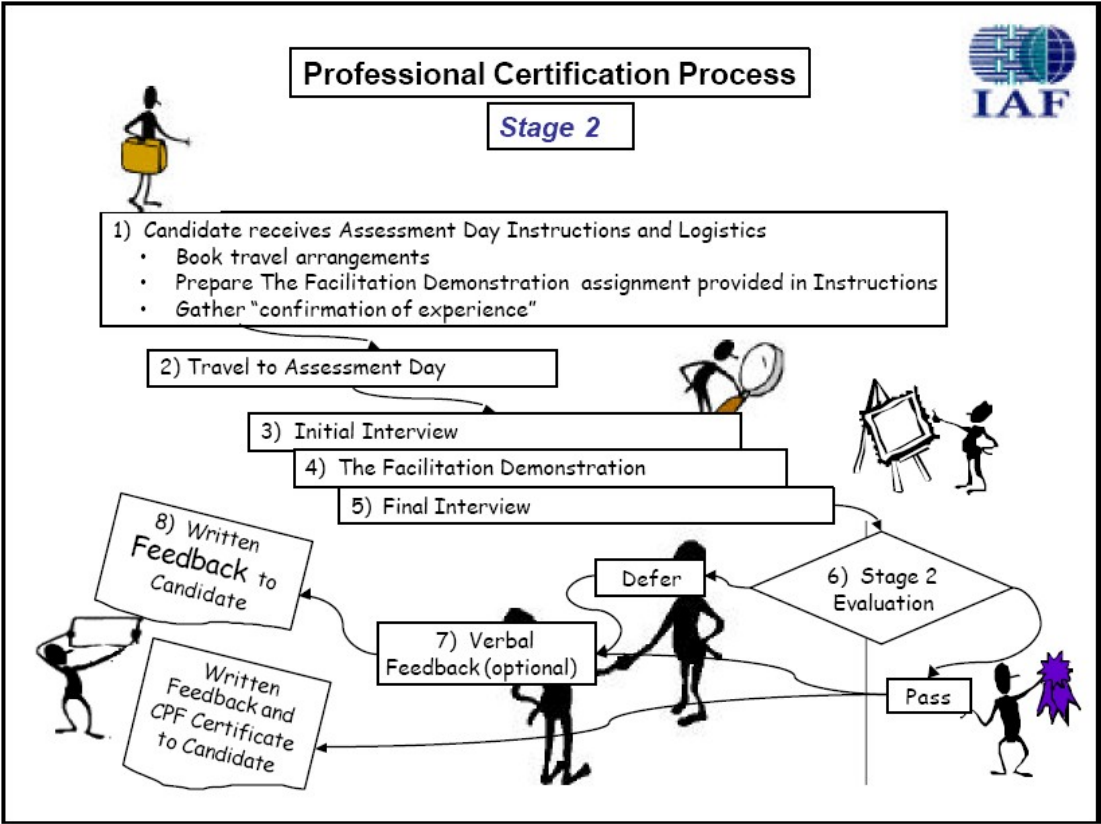 Professional Certification Process
IAF
Stage 2
1) Candidate receives Assessment Day Instructions and Logistics
• Book travel arrangements
• Prepare The Facilitation Demonstration assignment provided in Instructions
• Gather “confirmation of experience”
2) Travel to Assessment Day
3) Initial Interview
4) The Facilitation Demonstration
5) Final Interview
6) Stage 2
Evaluation
Defer
Pass
7) Verbal
Feedback (optional)
8) Written
Feedback to
Candidate
Written
Feedback and
CPF Certificate
to Candidate